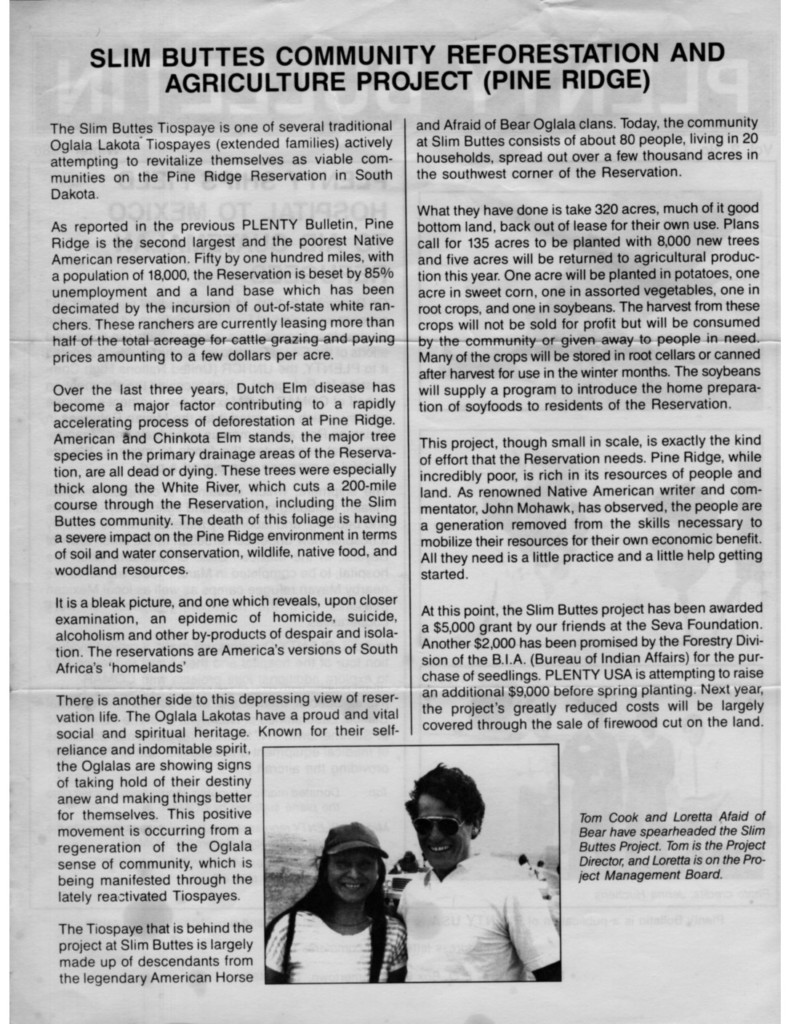 SLIM BUTTES COMMUNITY REFORESTATION AND
AGRICULTURE PROJECT (PINE RIDGE)
The Slim Buttes Tiospaye is one of several traditional
Oglala Lakota Tiospayes (extended families) actively
attempting to revitalize themselves as viable com-
munities on the Pine Ridge Reservation in South
Dakota.
As reported in the previous PLENTY Bulletin, Pine
Ridge is the second largest and the poorest Native
American reservation. Fifty by one hundred miles, with
a population of 18,000, the Reservation is beset by 85%
unemployment and a land base which has been
decimated by the incursion of out-of-state white ran-
chers. These ranchers are currently leasing more than
half of the total acreage for cattle grazing and paying
prices amounting to a few dollars per acre.
Over the last three years, Dutch Elm disease has
become a major factor contributing to a rapidly
accelerating process of deforestation at Pine Ridge.
American and Chinkota Elm stands, the major tree
species in the primary drainage areas of the Reserva-
tion, are all dead or dying. These trees were especially
thick along the White River, which cuts a 200-mile
course through the Reservation, including the Slim
Buttes community. The death of this foliage is having
a severe impact on the Pine Ridge environment in terms
of soil and water conservation, wildlife, native food, and
woodland resources.
It is a bleak picture, and one which reveals, upon closer
examination, an epidemic of homicide, suicide,
alcoholism and other by-products of despair and isola-
tion. The reservations are America's versions of South
Africa's 'homelands'
There is another side to this depressing view of reser-
vation life. The Oglala Lakotas have a proud and vital
social and spiritual heritage. Known for their self-
reliance and indomitable spirit,
the Oglalas are showing signs
of taking hold of their destiny
anew and making things better
for themselves. This positive
movement is occurring from a
regeneration of the Oglala
sense of community, which is
being manifested through the
lately reactivated Tiospayes.
The Tiospaye that is behind the
project at Slim Buttes is largely
made up of descendants from
the legendary American Horse
and Afraid of Bear Oglala clans. Today, the community
at Slim Buttes consists of about 80 people, living in 20
households, spread out over a few thousand acres in
the southwest corner of the Reservation.
What they have done is take 320 acres, much of it good
bottom land, back out of lease for their own use. Plans
call for 135 acres to be planted with 8,000 new trees
and five acres will be returned to agricultural produc-
tion this year. One acre will be planted in potatoes, one
acre in sweet corn, one in assorted vegetables, one in
root crops, and one in soybeans. The harvest from these
crops will not be sold for profit but will be consumed
by the community or given away to people in need.
Many of the crops will be stored in root cellars or canned
after harvest for use in the winter months. The soybeans
will supply a program to introduce the home prepara-
tion of soyfoods to residents of the Reservation.
This project, though small in scale, is exactly the kind
of effort that the Reservation needs. Pine Ridge, while
incredibly poor, is rich in its resources of people and
land. As renowned Native American writer and com-
mentator, John Mohawk, has observed, the people are
a generation removed from the skills necessary to
mobilize their resources for their own economic benefit.
All they need is a little practice and a little help getting
started.
At this point, the Slim Buttes project has been awarded
a $5,000 grant by our friends at the Seva Foundation.
Another $2,000 has been promised by the Forestry Divi-
sion of the B.I.A. (Bureau of Indian Affairs) for the pur-
chase of seedlings. PLENTY USA is attempting to raise
an additional $9,000 before spring planting. Next year,
the project's greatly reduced costs will be largely
covered through the sale of firewood cut on the land.
Tom Cook and Loretta Afaid of
Bear have spearheaded the Slim
Buttes Project. Tom is the Project
Director, and Loretta is on the Pro-
ject Management Board.